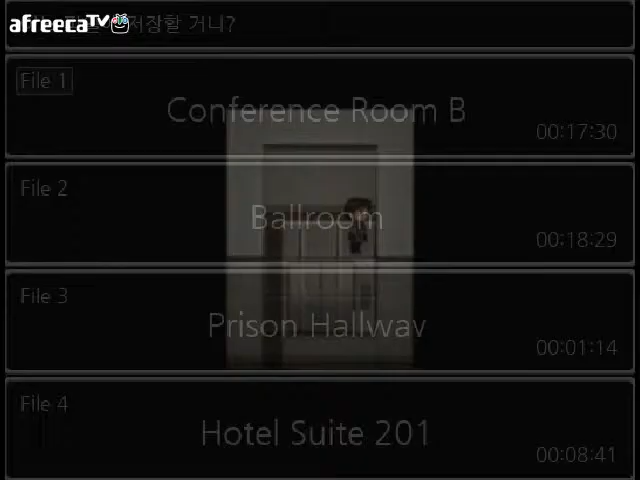 afreecaTV
저장할 거니?
File 1
Conference Room B
00:17:30
File 2
Ballroom
00:18:29
File 3
Prison Hallway
00:01:14
File 4
Hotel Suite 201
00:08:41